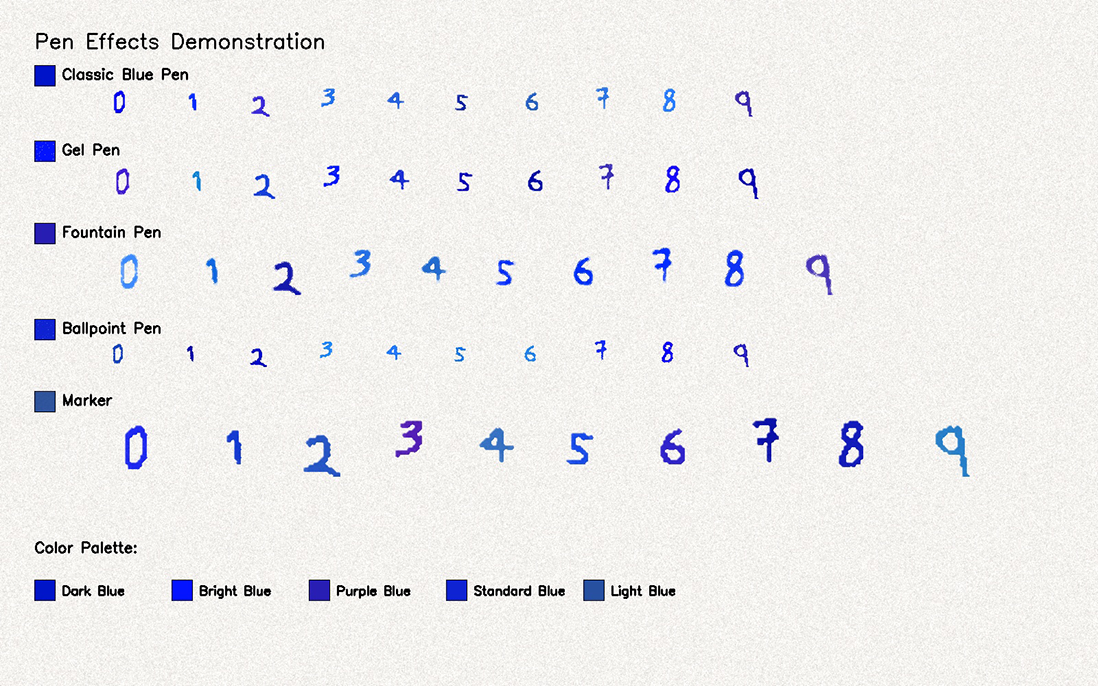 Pen Effects Demonstration
Classic Blue Pen
0 1 2 3 4 5 6 7 8 9
Gel Pen
0 1 2 3 4 5 6 7 8 9
Fountain Pen
0 1 2 3 4 5 6 7 8 9
Ballpoint Pen
0 1 2 3 4 5 6 7 8 9
Marker
0 1 2 3 4 5 6 7 8 9
Color Palette:
Dark Blue Bright Blue Purple Blue Standard Blue Light Blue